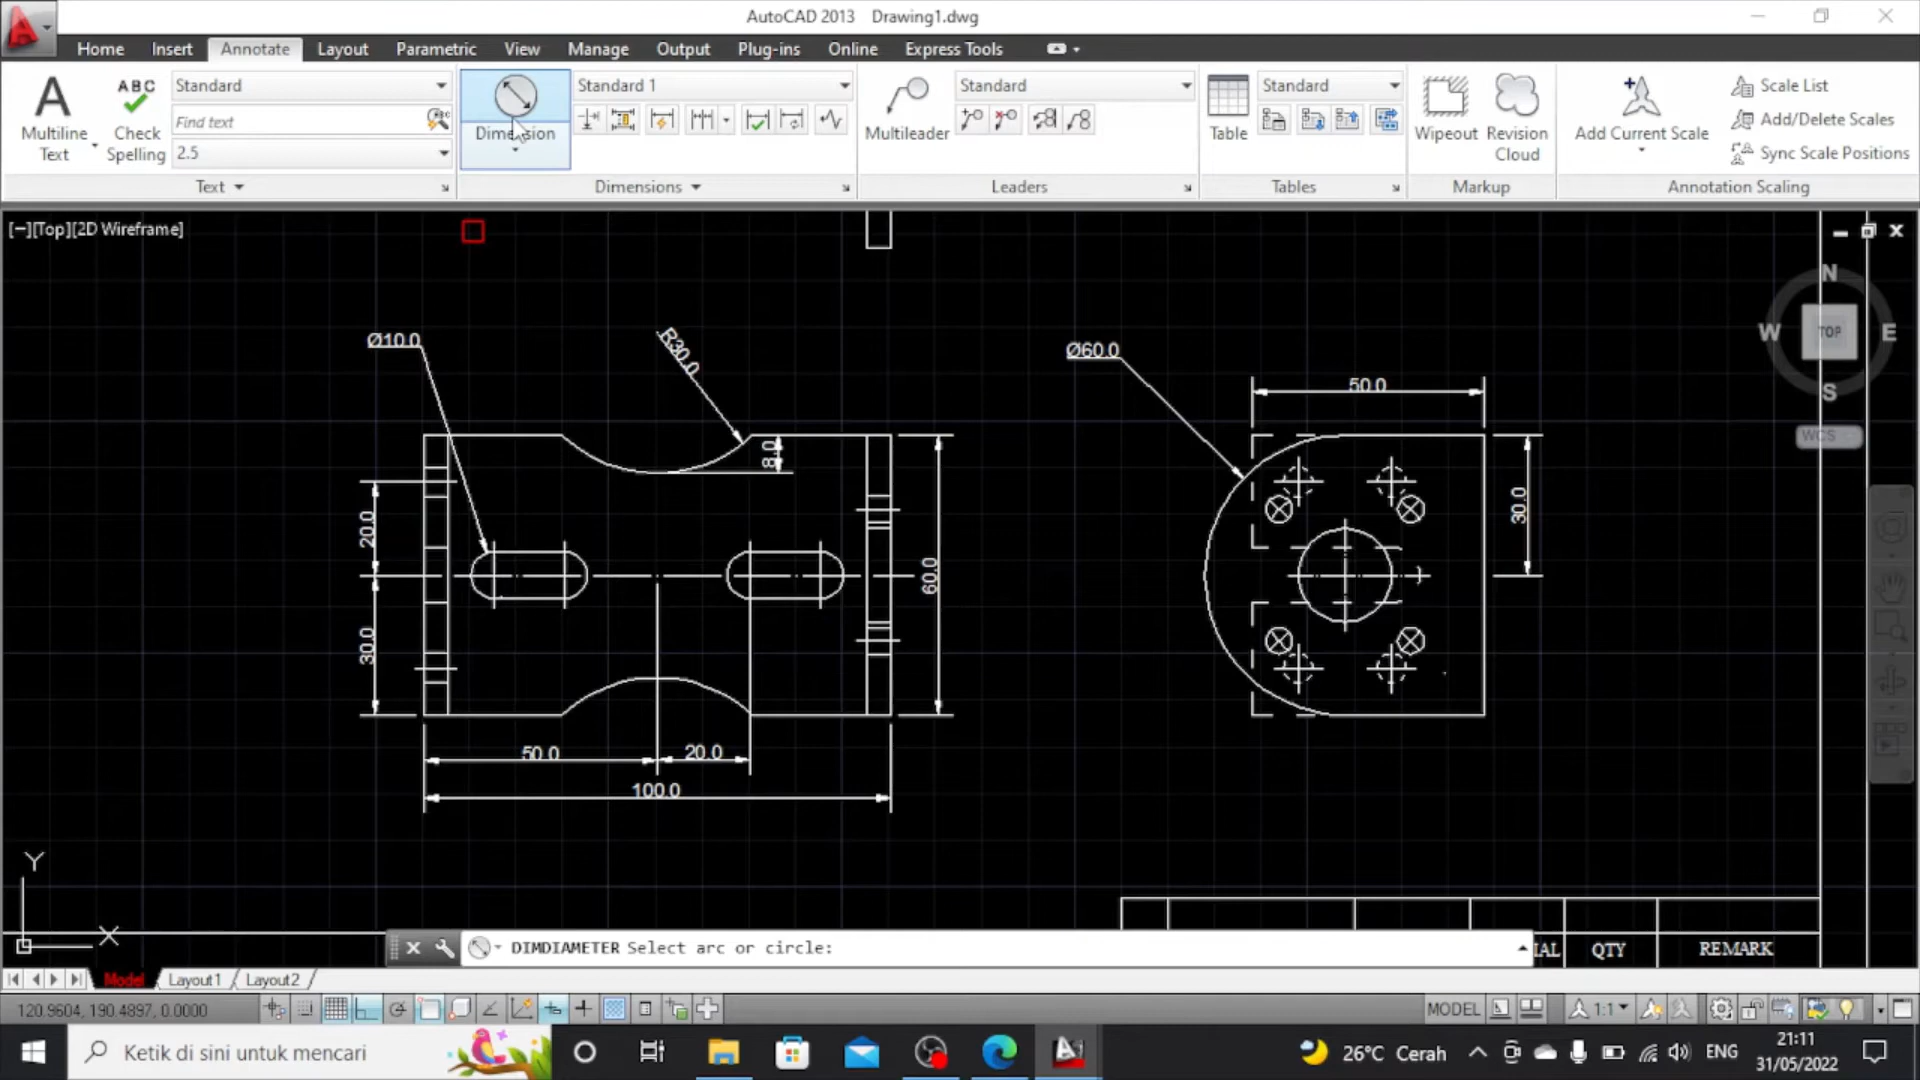 AutoCAD 2013 Drawing1.dwg
Home Insert Annotate Layout Parametric View Manage Output Plug-ins Online Express Tools
A ABC Standard Standard 1 Standard Standard Scale List
Find text
Multiline Text Check Spelling Dimension Multileader Table Wipeout Revision Cloud Add Current Scale Add/Delete Scales
2.5 Sync Scale Positions
Text Dimensions Leaders Tables Markup Annotation Scaling
[−][Top][2D Wireframe]
N
W TOP E
S
WCS
Ø10.0
R30.0
Ø60.0
50.0
8.0
20.0
30.0
60.0
30.0
50.0 20.0
100.0
Y
X
DIMDIAMETER Select arc or circle:
IAL QTY REMARK
Model Layout1 Layout2
120.9604, 190.4897, 0.0000 MODEL 1:1
Ketik di sini untuk mencari 26°C Cerah ENG 21:11
31/05/2022